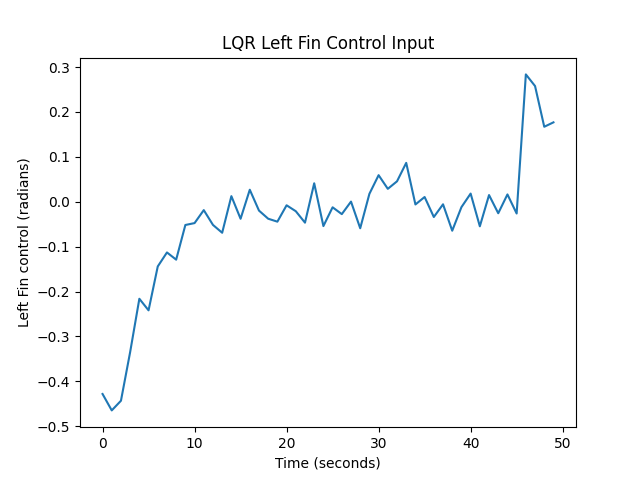 LQR Left Fin Control Input
0.3
0.2
0.1
0.0
−0.1
−0.2
−0.3
−0.4
−0.5
Left Fin control (radians)
0 10 20 30 40 50
Time (seconds)